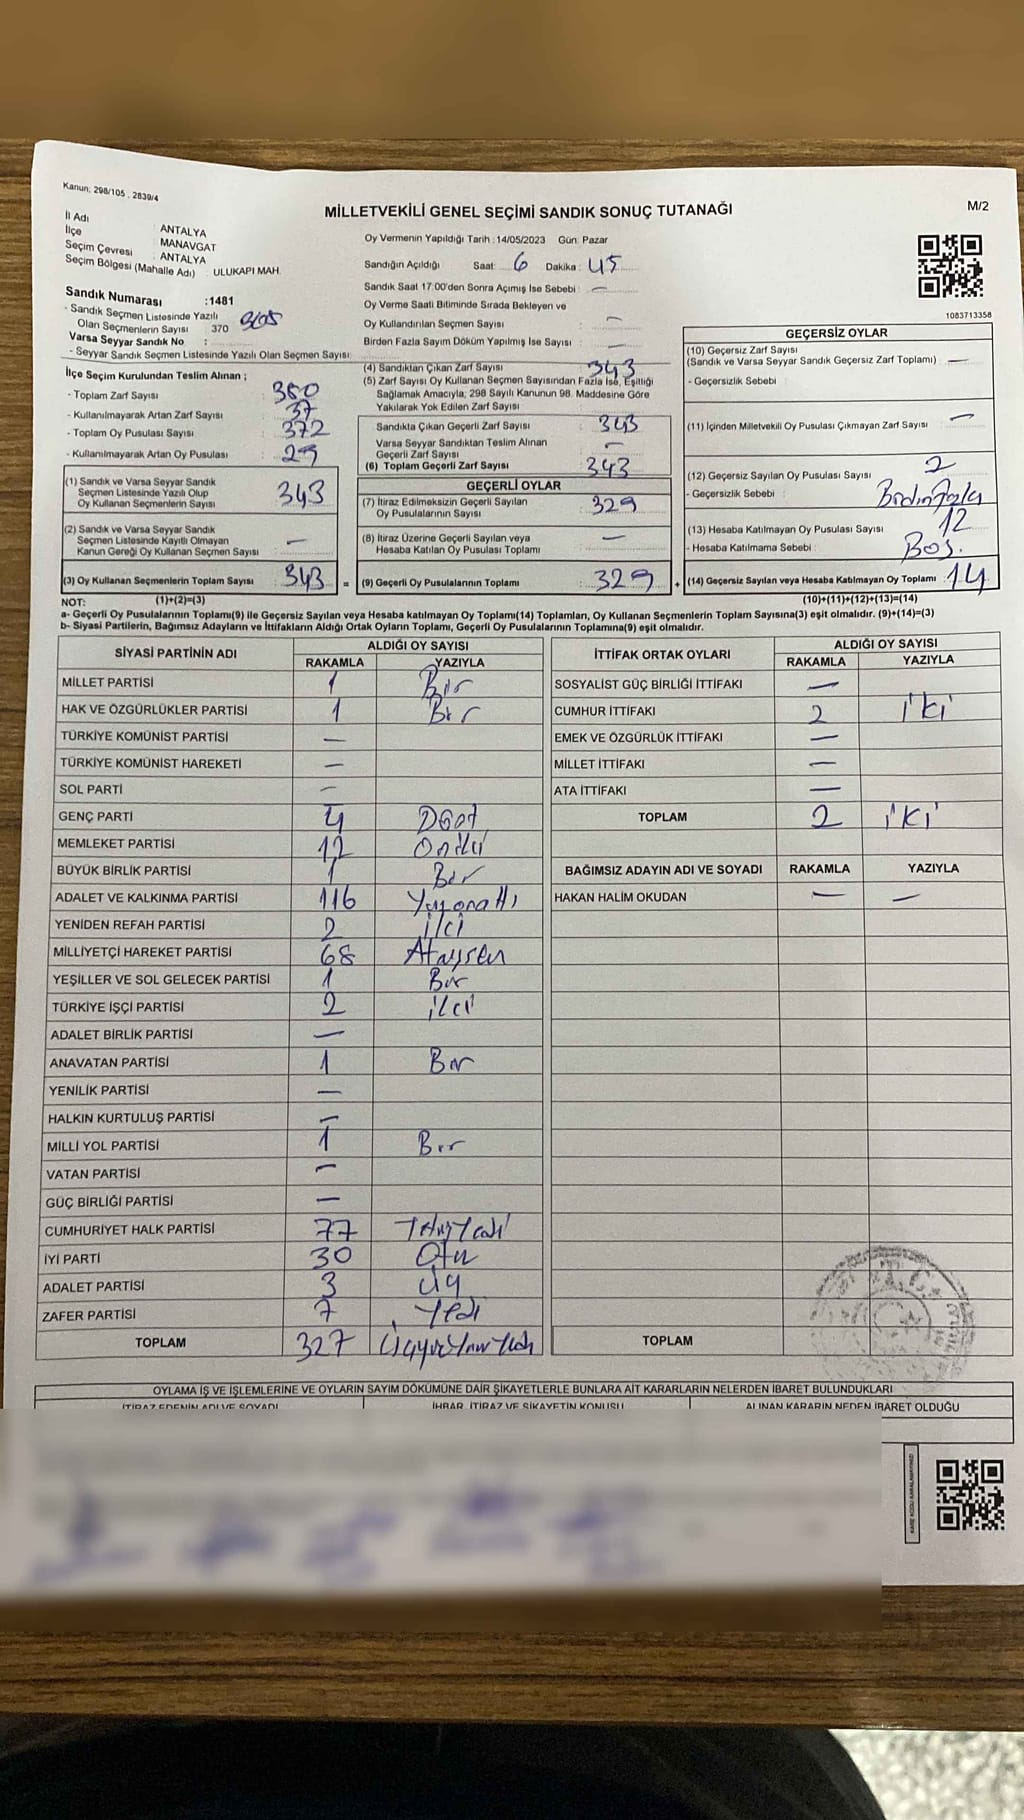 Kanun: 298/105 , 2839/4
MİLLETVEKİLİ GENEL SEÇİMİ SANDIK SONUÇ TUTANAĞI
M/2
İl Adı : ANTALYA
İlçe : MANAVGAT
Seçim Çevresi : ANTALYA
Seçim Bölgesi (Mahalle Adı) : ULUKAPI MAH.
Sandık Numarası :1481
- Sandık Seçmen Listesinde Yazılı
Olan Seçmenlerin Sayısı : 370
Varsa Seyyar Sandık No :
- Seyyar Sandık Seçmen Listesinde Yazılı Olan Seçmen Sayısı:
İlçe Seçim Kurulundan Teslim Alınan ;
- Toplam Zarf Sayısı : 380
- Kullanılmayarak Artan Zarf Sayısı : 37
- Toplam Oy Pusulası Sayısı : 372
- Kullanılmayarak Artan Oy Pusulası : 29
(1) Sandık ve Varsa Seyyar Sandık
Seçmen Listesinde Yazılı Olup
Oy Kullanan Seçmenlerin Sayısı : 343
(2) Sandık ve Varsa Seyyar Sandık
Seçmen Listesinde Kayıtlı Olmayan
Kanun Gereği Oy Kullanan Seçmen Sayısı : —
(3) Oy Kullanan Seçmenlerin Toplam Sayısı : 343 =
Oy Vermenin Yapıldığı Tarih : 14/05/2023 Gün: Pazar
Sandığın Açıldığı Saat: 6 Dakika : 45
Sandık Saat 17:00'den Sonra Açımış İse Sebebi : —
Oy Verme Saati Bitiminde Sırada Bekleyen ve
Oy Kullandırılan Seçmen Sayısı : —
Birden Fazla Sayım Döküm Yapılmış İse Sayısı : —
(4) Sandıktan Çıkan Zarf Sayısı : 343
(5) Zarf Sayısı Oy Kullanan Seçmen Sayısından Fazla İse, Eşitliği
Sağlamak Amacıyla; 298 Sayılı Kanunun 98. Maddesine Göre
Yakılarak Yok Edilen Zarf Sayısı :
Sandıkta Çıkan Geçerli Zarf Sayısı : 343
Varsa Seyyar Sandıktan Teslim Alınan
Geçerli Zarf Sayısı : —
(6) Toplam Geçerli Zarf Sayısı : 343
GEÇERLİ OYLAR
(7) İtiraz Edilmeksizin Geçerli Sayılan
Oy Pusulalarının Sayısı : 329
(8) İtiraz Üzerine Geçerli Sayılan veya
Hesaba Katılan Oy Pusulası Toplamı : —
(9) Geçerli Oy Pusulalarının Toplamı : 329 +
1083713358
GEÇERSİZ OYLAR
(10) Geçersiz Zarf Sayısı
(Sandık ve Varsa Seyyar Sandık Geçersiz Zarf Toplamı) : —
- Geçersizlik Sebebi :
(11) İçinden Milletvekili Oy Pusulası Çıkmayan Zarf Sayısı : —
(12) Geçersiz Sayılan Oy Pusulası Sayısı : 2
- Geçersizlik Sebebi :
(13) Hesaba Katılmayan Oy Pusulası Sayısı : 12
- Hesaba Katılmama Sebebi : Boş.
(14) Geçersiz Sayılan veya Hesaba Katılmayan Oy Toplamı : 14
NOT: (1)+(2)=(3) (10)+(11)+(12)+(13)=(14)
a- Geçerli Oy Pusulalarının Toplamı(9) ile Geçersiz Sayılan veya Hesaba katılmayan Oy Toplamı(14) Toplamları, Oy Kullanan Seçmenlerin Toplam Sayısına(3) eşit olmalıdır. (9)+(14)=(3)
b- Siyasi Partilerin, Bağımsız Adayların ve İttifakların Aldığı Ortak Oyların Toplamı, Geçerli Oy Pusulalarının Toplamına(9) eşit olmalıdır.
SİYASİ PARTİNİN ADI ALDIĞI OY SAYISI
RAKAMLA YAZIYLA
MİLLET PARTİSİ 1 Bir
HAK VE ÖZGÜRLÜKLER PARTİSİ 1 Bir
TÜRKİYE KOMÜNİST PARTİSİ —
TÜRKİYE KOMÜNİST HAREKETİ —
SOL PARTİ —
GENÇ PARTİ 4 Dört
MEMLEKET PARTİSİ 12 Oniki
BÜYÜK BİRLİK PARTİSİ 1 Bir
ADALET VE KALKINMA PARTİSİ 116 Yüzonaltı
YENİDEN REFAH PARTİSİ 2 iki
MİLLİYETÇİ HAREKET PARTİSİ 68
YEŞİLLER VE SOL GELECEK PARTİSİ 1 Bir
TÜRKİYE İŞÇİ PARTİSİ 2 iki
ADALET BİRLİK PARTİSİ —
ANAVATAN PARTİSİ 1 Bir
YENİLİK PARTİSİ —
HALKIN KURTULUŞ PARTİSİ —
MİLLİ YOL PARTİSİ 1 Bir
VATAN PARTİSİ —
GÜÇ BİRLİĞİ PARTİSİ —
CUMHURİYET HALK PARTİSİ 77
İYİ PARTİ 30 Otuz
ADALET PARTİSİ 3 Üç
ZAFER PARTİSİ 7 Yedi
TOPLAM 327
İTTİFAK ORTAK OYLARI ALDIĞI OY SAYISI
RAKAMLA YAZIYLA
SOSYALİST GÜÇ BİRLİĞİ İTTİFAKI —
CUMHUR İTTİFAKI 2 iki
EMEK VE ÖZGÜRLÜK İTTİFAKI —
MİLLET İTTİFAKI —
ATA İTTİFAKI —
TOPLAM 2 iki
BAĞIMSIZ ADAYIN ADI VE SOYADI RAKAMLA YAZIYLA
HAKAN HALİM OKUDAN — —
TOPLAM
T.C.
OYLAMA İŞ VE İŞLEMLERİNE VE OYLARIN SAYIM DÖKÜMÜNE DAİR ŞİKAYETLERLE BUNLARA AİT KARARLARIN NELERDEN İBARET BULUNDUKLARI
İTİRAZ EDENİN ADI VE SOYADI İHBAR, İTİRAZ VE ŞİKAYETİN KONUSU ALINAN KARARIN NEDEN İBARET OLDUĞU